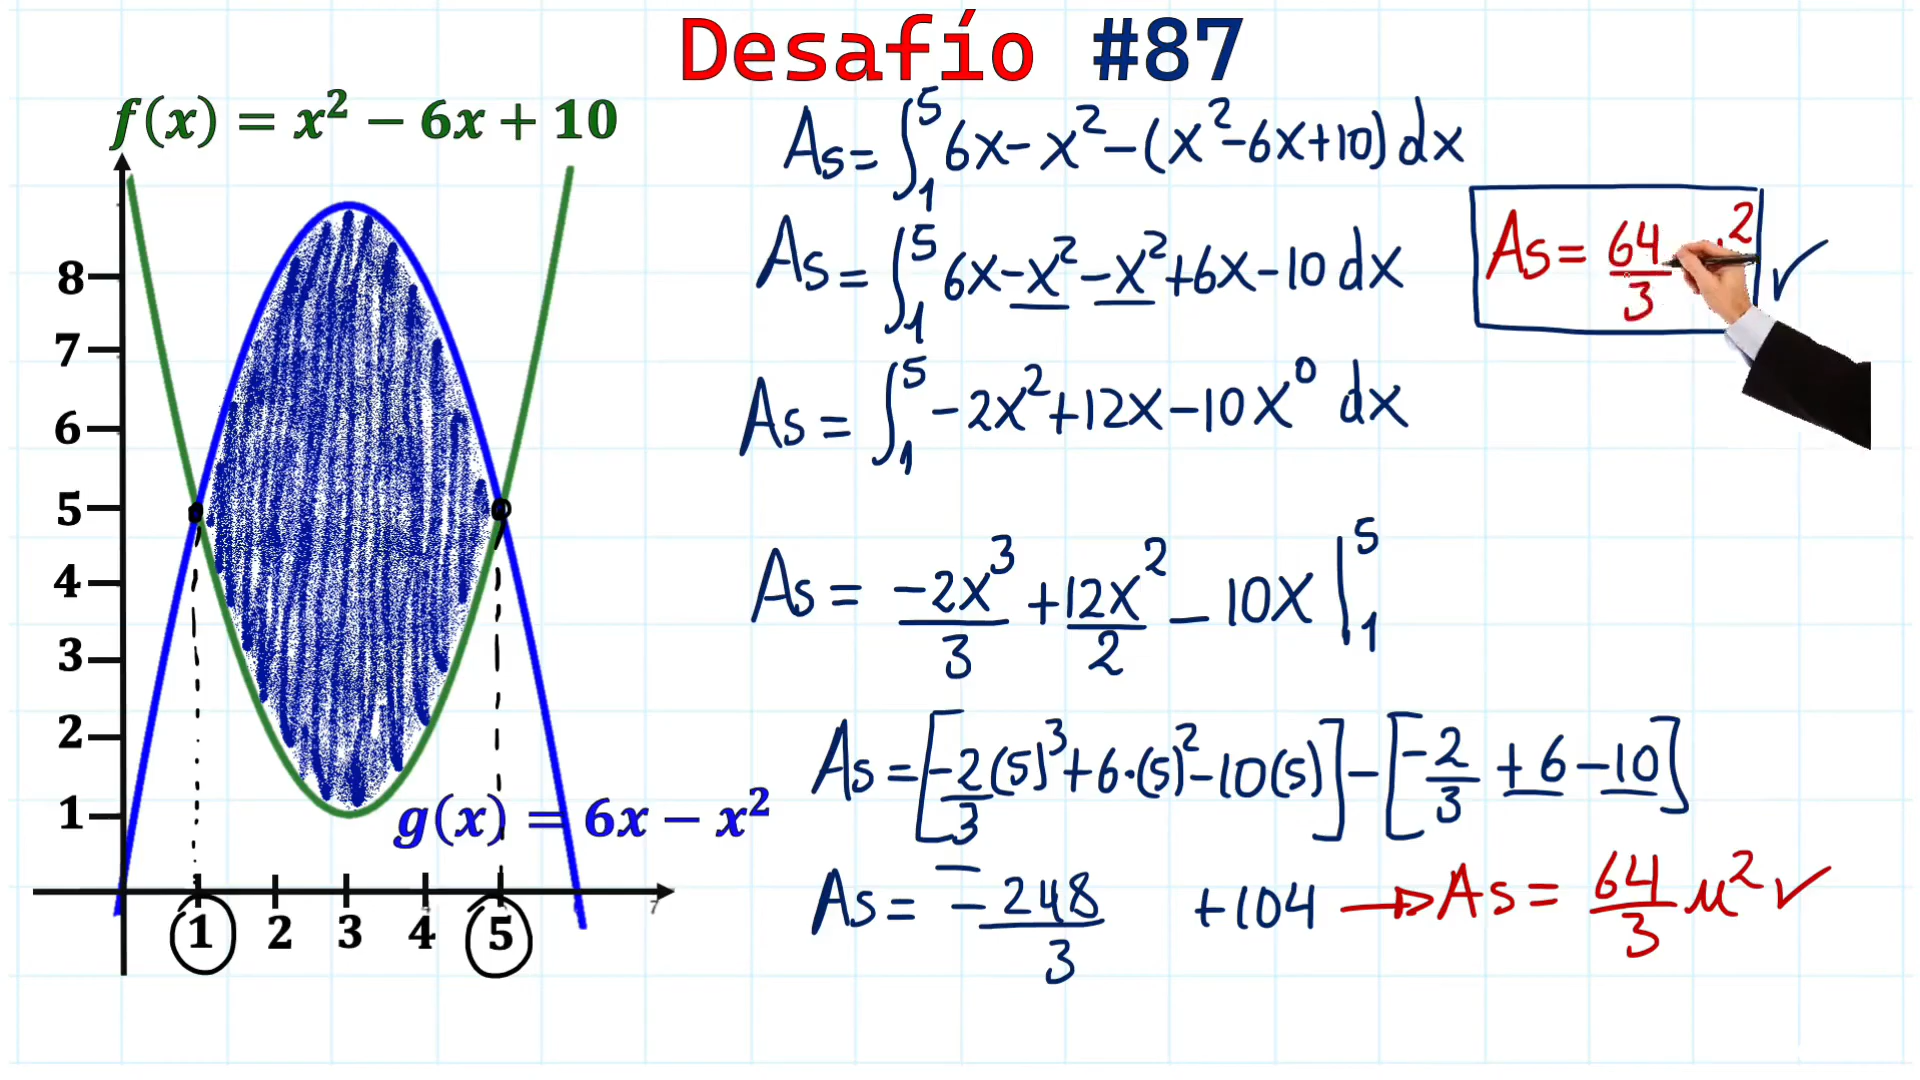 Desafío #87
f(x) = x² − 6x + 10
8
7
6
5
4
3
2
1
1 2 3 4 5 7
g(x) = 6x − x²
As = ∫₁⁵ 6x − x² − (x² − 6x + 10) dx
As = ∫₁⁵ 6x − x² − x² + 6x − 10 dx
As = ∫₁⁵ −2x² + 12x − 10x⁰ dx
As = −2x³/3 + 12x²/2 − 10x |₁⁵
As = [−2/3 (5)³ + 6·(5)² − 10(5)] − [−2/3 + 6 − 10]
As = −248/3 + 104 → As = 64/3 u² ✓
As = 64/3 ² ✓